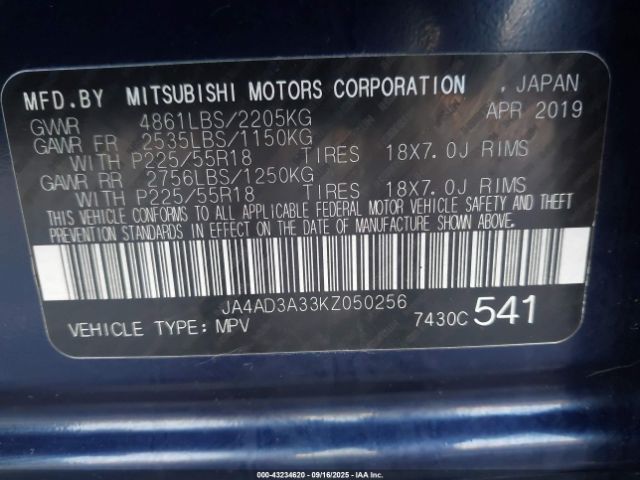 MFD.BY MITSUBISHI MOTORS CORPORATION , JAPAN
GVWR 4861LBS/2205KG APR 2019
GAWR FR 2535LBS/1150KG
WITH P225/55R18 TIRES 18X7.0J RIMS
GAWR RR 2756LBS/1250KG
WITH P225/55R18 TIRES 18X7.0J RIMS
THIS VEHICLE CONFORMS TO ALL APPLICABLE FEDERAL MOTOR VEHICLE SAFETY AND THEFT
PREVENTION STANDARDS IN EFFECT ON THE DATE OF MANUFACTURE SHOWN ABOVE.
JA4AD3A33KZ050256
VEHICLE TYPE: MPV 7430C 541
000-43234620 - 09/16/2025 - IAA, Inc.